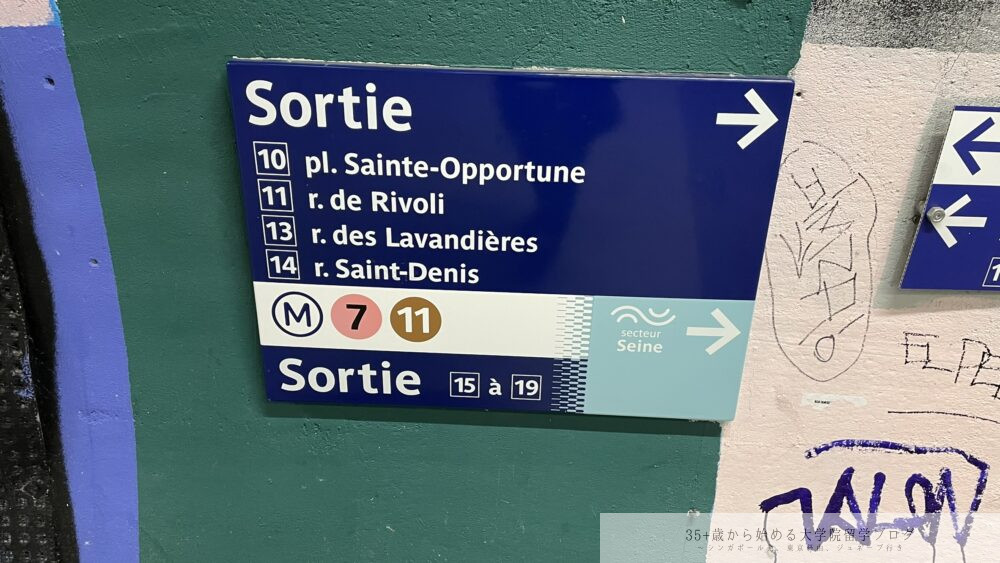 Sortie
10 pl. Sainte-Opportune
11 r. de Rivoli
13 r. des Lavandières
14 r. Saint-Denis
M 7 11
secteur
Seine
Sortie 15 à 19
35+歳から始める大学院留学ブログ